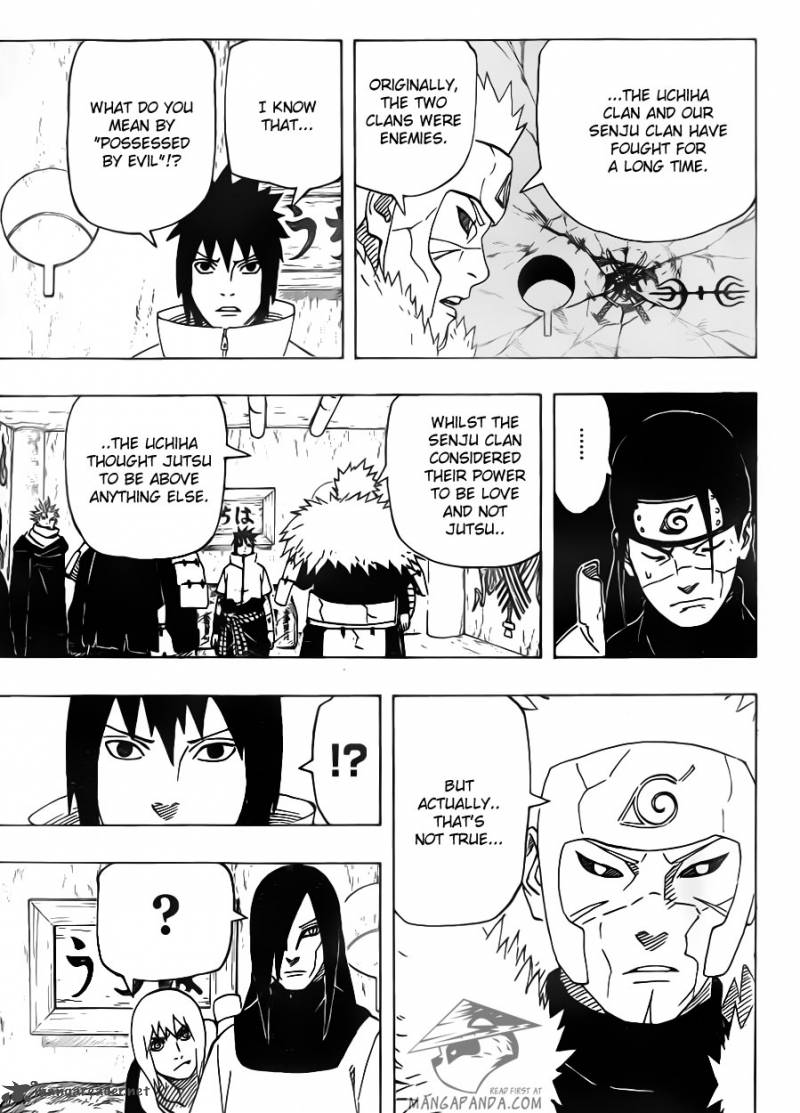 ...THE UCHIHA
CLAN AND OUR
SENJU CLAN HAVE
FOUGHT FOR
A LONG TIME.
ORIGINALLY,
THE TWO
CLANS WERE
ENEMIES.
I KNOW
THAT...
WHAT DO YOU
MEAN BY
"POSSESSED
BY EVIL"!?
うち
.........
WHILST THE
SENJU CLAN
CONSIDERED
THEIR POWER
TO BE LOVE
AND NOT
JUTSU..
..THE UCHIHA
THOUGHT JUTSU
TO BE ABOVE
ANYTHING ELSE.
ちは
BUT
ACTUALLY..
THAT'S
NOT TRUE...
!?
?
う
READ FIRST AT
MANGAPANDA.COM
mangareader.net